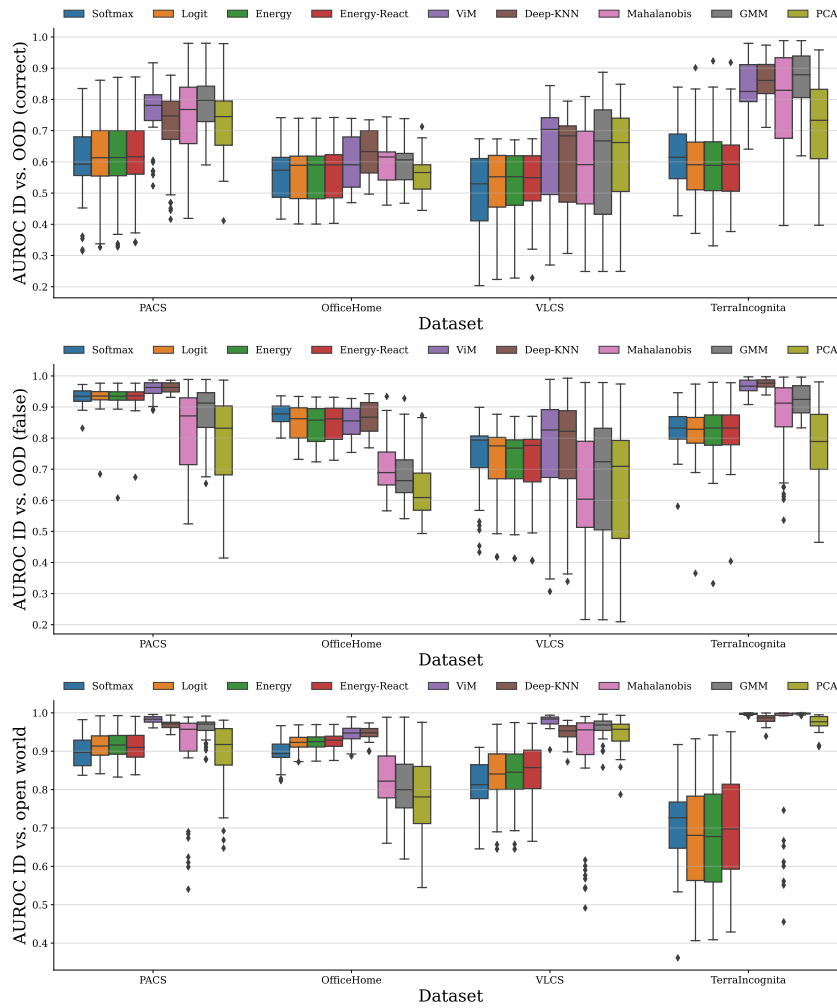 Softmax Logit Energy Energy-React ViM Deep-KNN Mahalanobis GMM PCA
AUROC ID vs. OOD (correct)
1.0
0.9
0.8
0.7
0.6
0.5
0.4
0.3
0.2
PACS OfficeHome VLCS TerraIncognita
Dataset
Softmax Logit Energy Energy-React ViM Deep-KNN Mahalanobis GMM PCA
AUROC ID vs. OOD (false)
1.0
0.9
0.8
0.7
0.6
0.5
0.4
0.3
0.2
PACS OfficeHome VLCS TerraIncognita
Dataset
Softmax Logit Energy Energy-React ViM Deep-KNN Mahalanobis GMM PCA
AUROC ID vs. open world
1.0
0.9
0.8
0.7
0.6
0.5
0.4
PACS OfficeHome VLCS TerraIncognita
Dataset